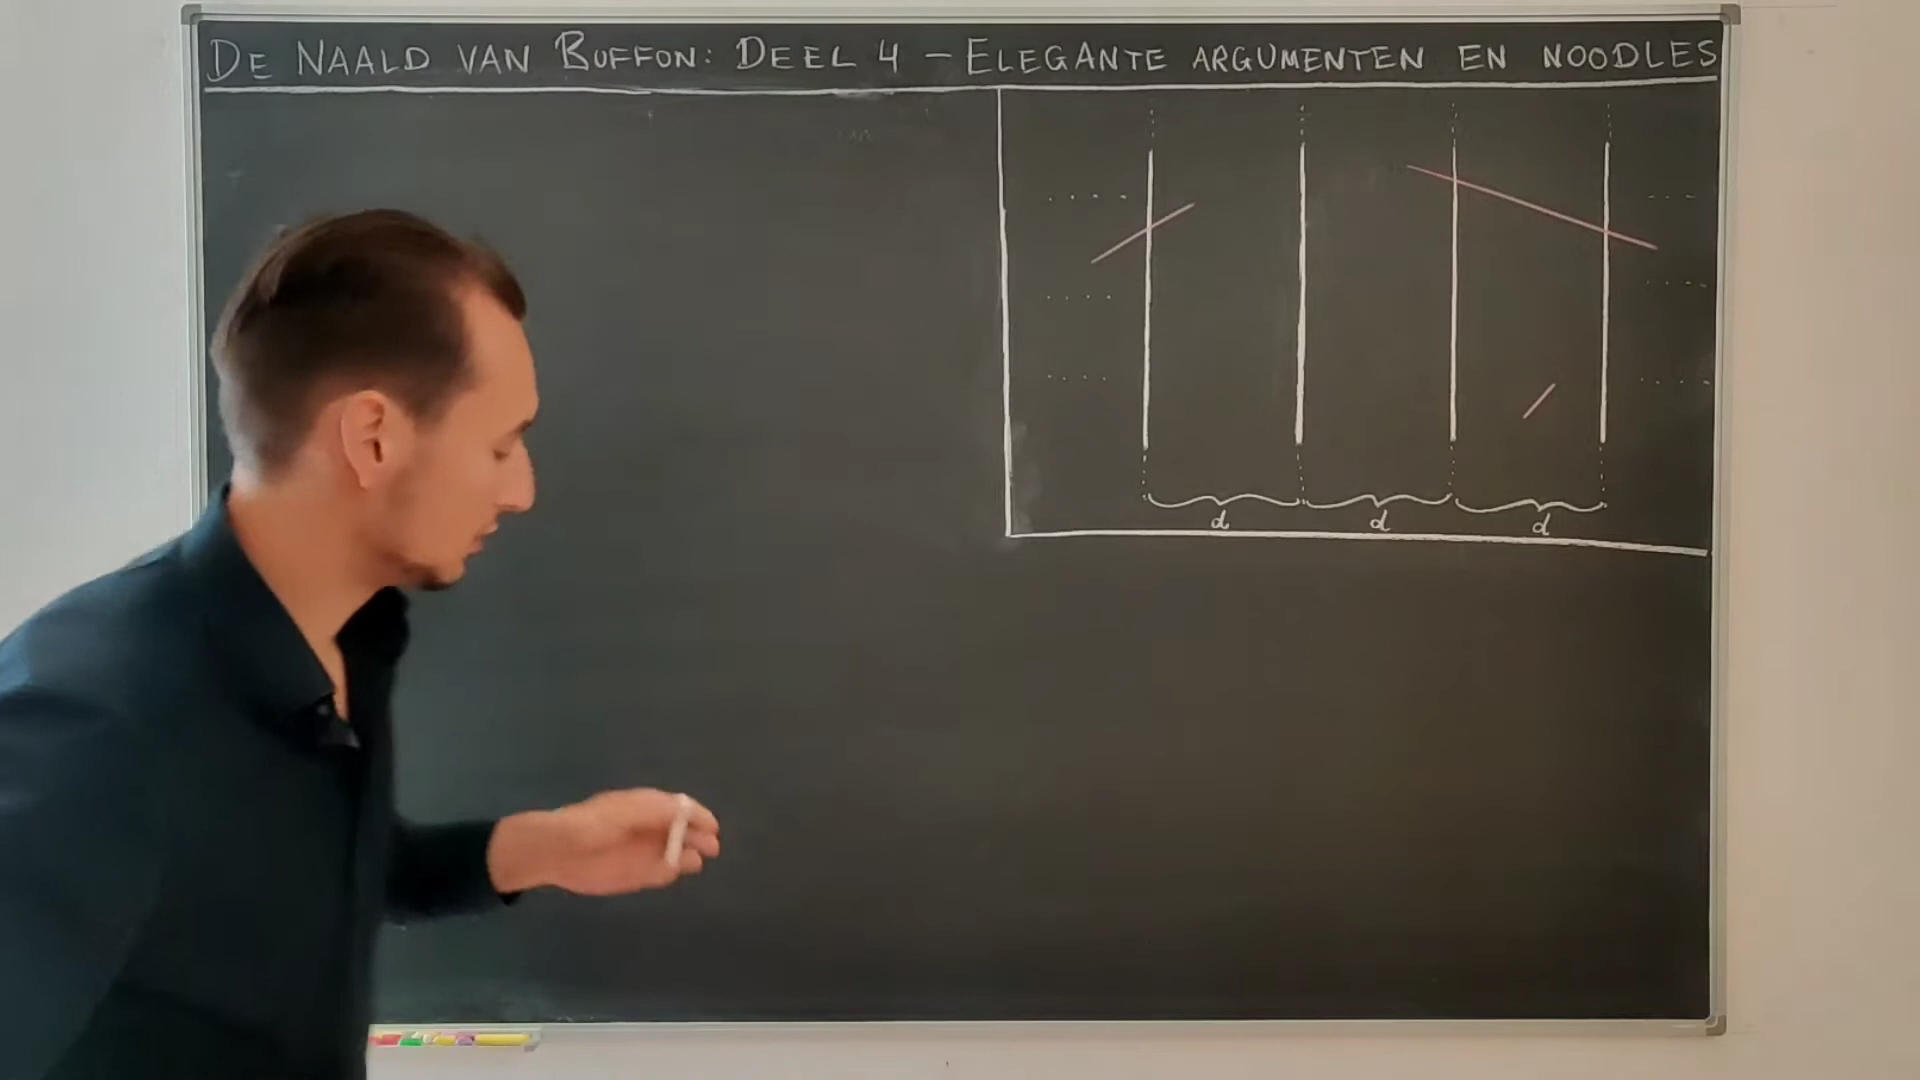 DE NAALD VAN BUFFON: DEEL 4 – ELEGANTE ARGUMENTEN EN NOODLES
d d d